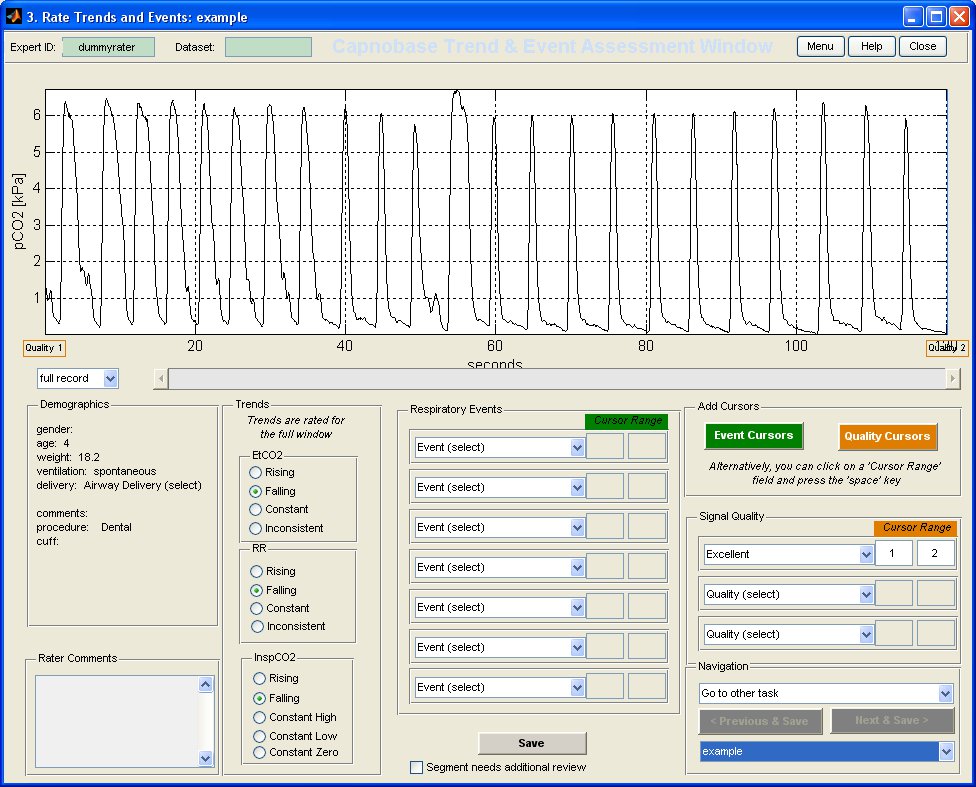 3. Rate Trends and Events: example
Expert ID: dummyrater Dataset: Capnobase Trend & Event Assessment Window Menu Help Close
pCO2 [kPa]
6
5
4
3
2
1
20 40 60 80 100
Quality 1 Quality 2
seconds
full record
Demographics
gender:
age: 4
weight: 18.2
ventilation: spontaneous
delivery: Airway Delivery (select)
comments:
procedure: Dental
cuff:
Rater Comments
Trends
Trends are rated for
the full window
EtCO2
Rising
Falling
Constant
Inconsistent
RR
Rising
Falling
Constant
Inconsistent
InspCO2
Rising
Falling
Constant High
Constant Low
Constant Zero
Respiratory Events
Cursor Range
Event (select)
Event (select)
Event (select)
Event (select)
Event (select)
Event (select)
Event (select)
Save
Segment needs additional review
Add Cursors
Event Cursors Quality Cursors
Alternatively, you can click on a 'Cursor Range'
field and press the 'space' key
Signal Quality
Cursor Range
Excellent 1 2
Quality (select)
Quality (select)
Navigation
Go to other task
< Previous & Save Next & Save >
example